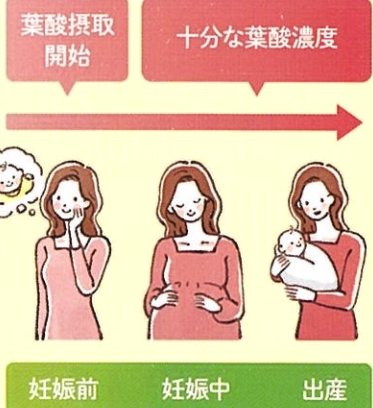 葉酸摂取
開始
十分な葉酸濃度
妊娠前
妊娠中
出産